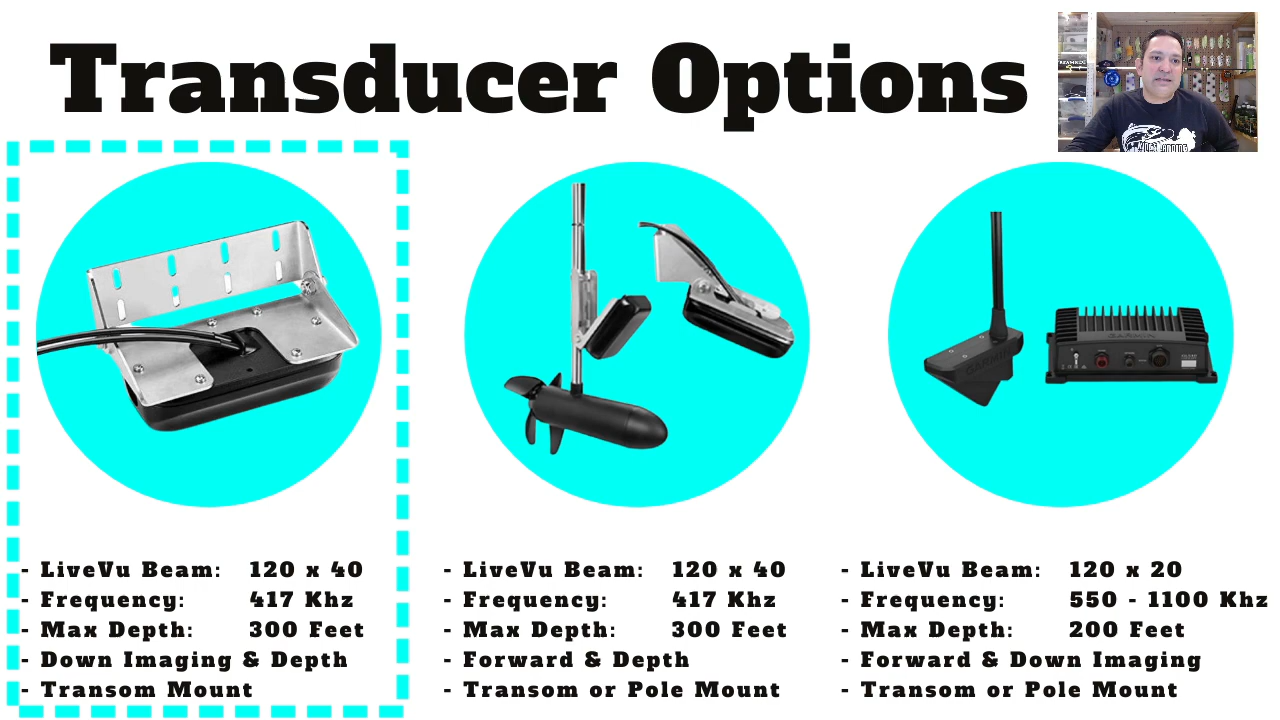 Transducer Options
- LiveVu Beam: 120 x 40
- Frequency: 417 Khz
- Max Depth: 300 Feet
- Down Imaging & Depth
- Transom Mount
- LiveVu Beam: 120 x 40
- Frequency: 417 Khz
- Max Depth: 300 Feet
- Forward & Depth
- Transom or Pole Mount
GARMIN
- LiveVu Beam: 120 x 20
- Frequency: 550 - 1100 Khz
- Max Depth: 200 Feet
- Forward & Down Imaging
- Transom or Pole Mount